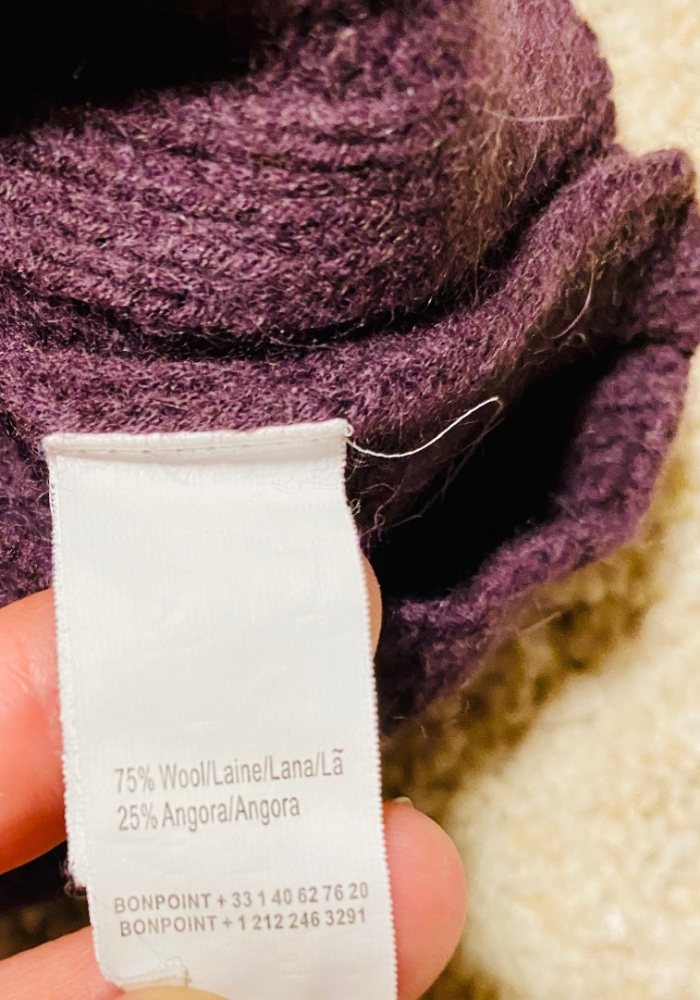 75% Wool/Laine/Lana/Lã
25% Angora/Angora
BONPOINT + 33 1 40 62 76 20
BONPOINT + 1 212 246 3291